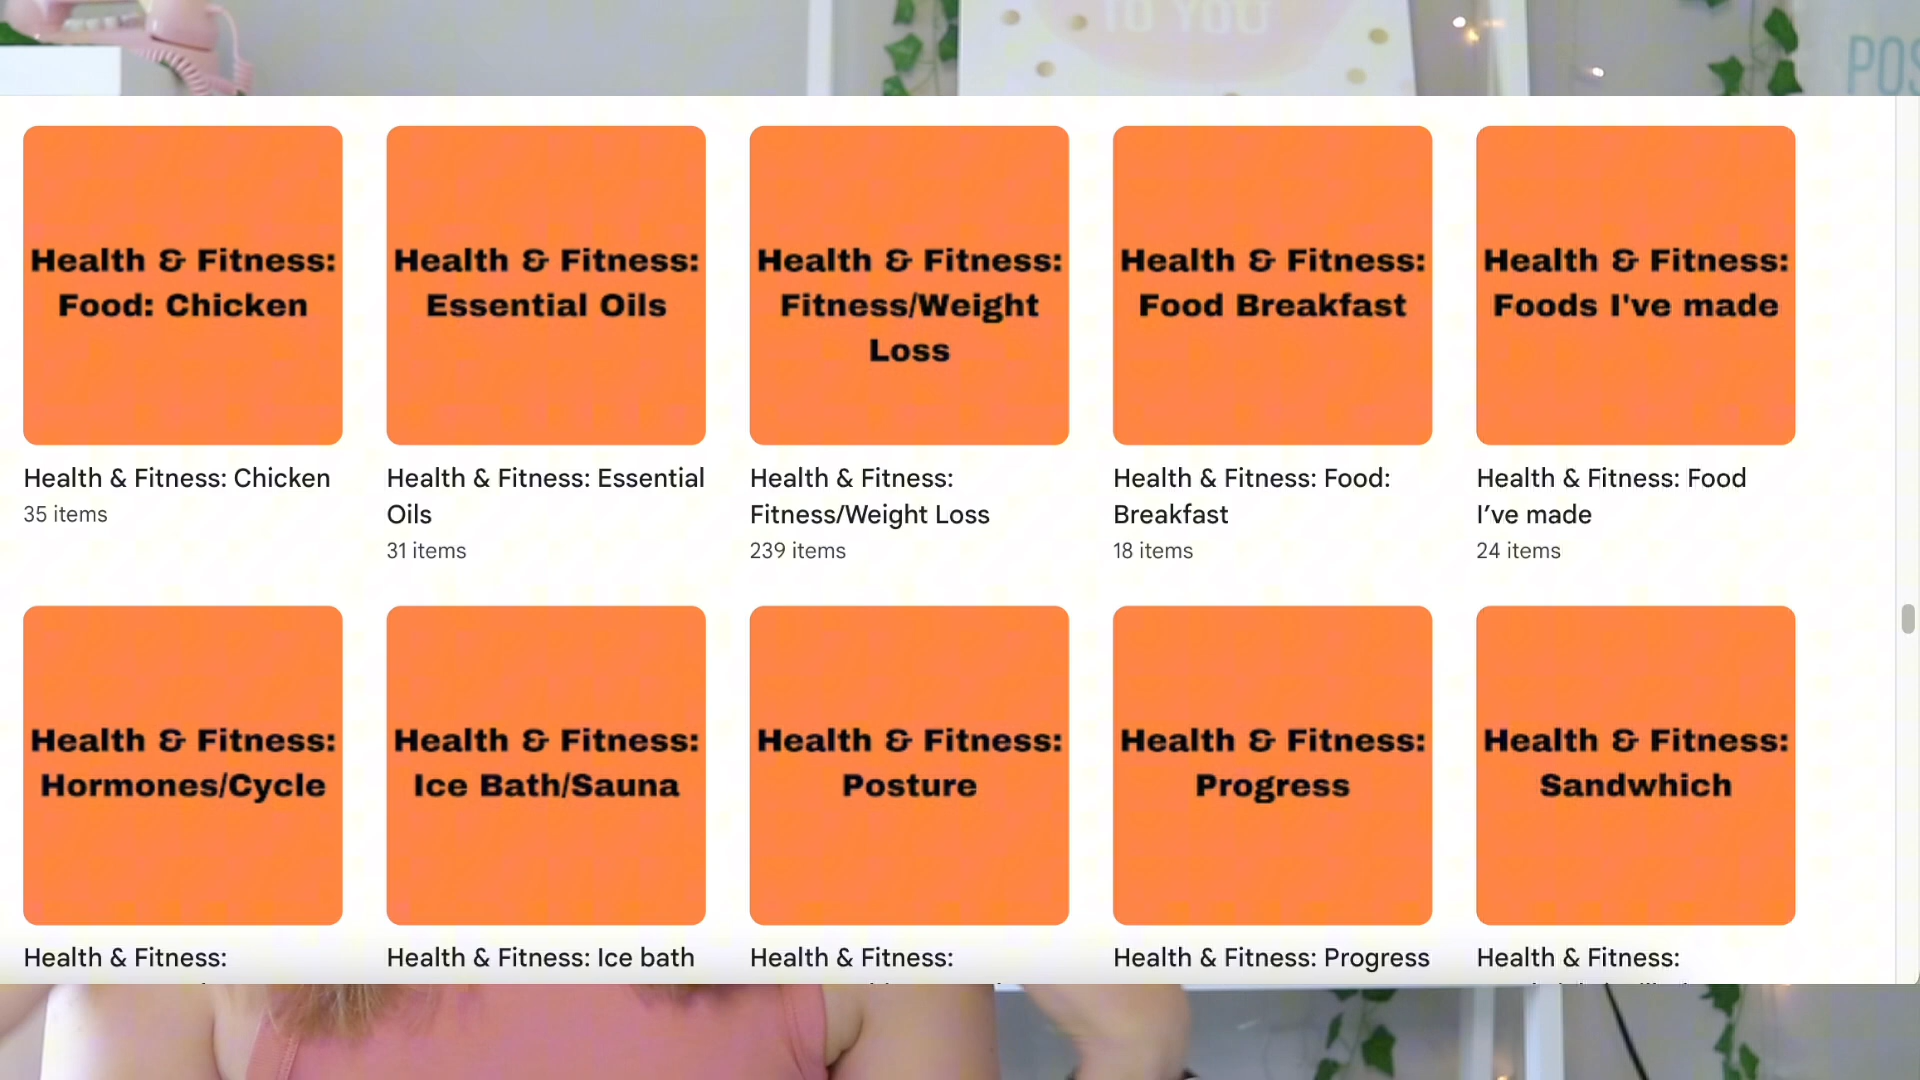 TO YOU
POS
Health & Fitness:
Food: Chicken
Health & Fitness:
Essential Oils
Health & Fitness:
Fitness/Weight
Loss
Health & Fitness:
Food Breakfast
Health & Fitness:
Foods I've made
Health & Fitness: Chicken
35 items
Health & Fitness: Essential
Oils
31 items
Health & Fitness:
Fitness/Weight Loss
239 items
Health & Fitness: Food:
Breakfast
18 items
Health & Fitness: Food
I’ve made
24 items
Health & Fitness:
Hormones/Cycle
Health & Fitness:
Ice Bath/Sauna
Health & Fitness:
Posture
Health & Fitness:
Progress
Health & Fitness:
Sandwhich
Health & Fitness:
Health & Fitness: Ice bath
Health & Fitness:
Health & Fitness: Progress
Health & Fitness: